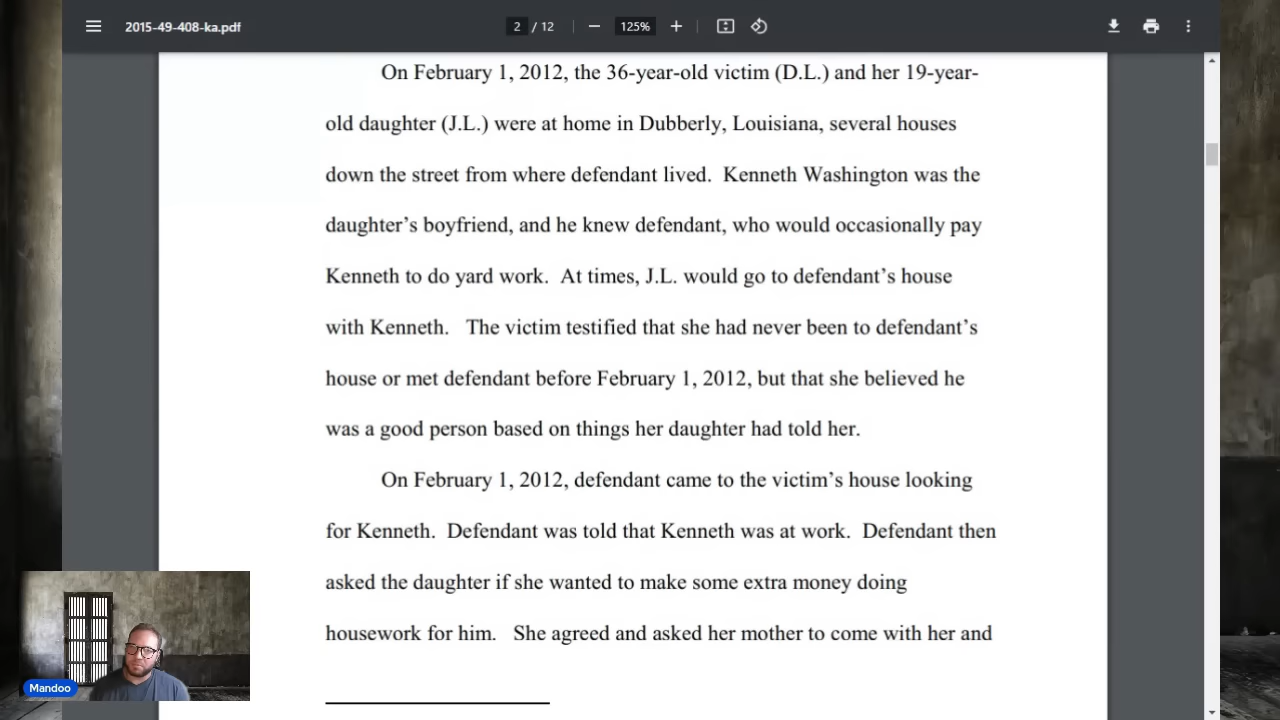 2015-49-408-ka.pdf
2 / 12
125%
On February 1, 2012, the 36-year-old victim (D.L.) and her 19-year-
old daughter (J.L.) were at home in Dubberly, Louisiana, several houses
down the street from where defendant lived. Kenneth Washington was the
daughter’s boyfriend, and he knew defendant, who would occasionally pay
Kenneth to do yard work. At times, J.L. would go to defendant’s house
with Kenneth. The victim testified that she had never been to defendant’s
house or met defendant before February 1, 2012, but that she believed he
was a good person based on things her daughter had told her.
On February 1, 2012, defendant came to the victim’s house looking
for Kenneth. Defendant was told that Kenneth was at work. Defendant then
asked the daughter if she wanted to make some extra money doing
housework for him. She agreed and asked her mother to come with her and
Mandoo